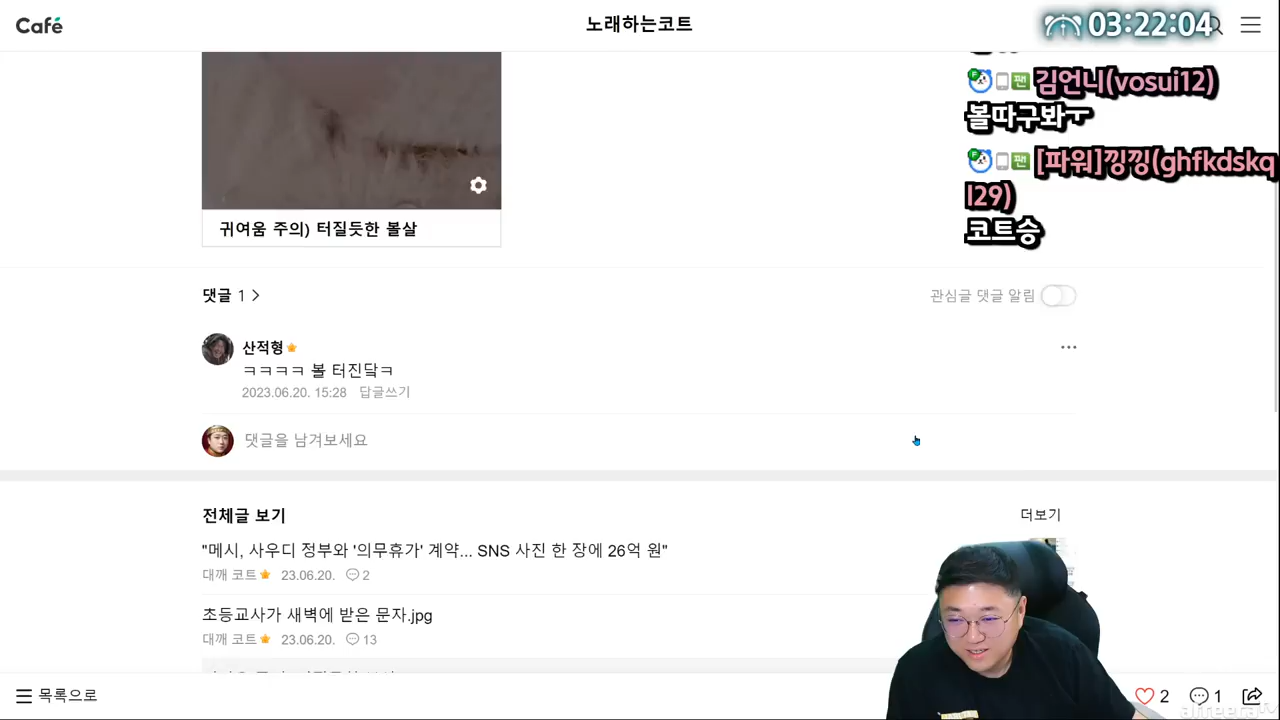 Café
노래하는코트
03:22:04
김언니(vosui12)
볼따구봐ㅜ
[파워]낑낑(ghfkdskq
l29)
코트승
귀여움 주의) 터질듯한 볼살
댓글 1
관심글 댓글 알림
산적형
ㅋㅋㅋㅋ 볼 터진닼ㅋ
2023.06.20. 15:28 답글쓰기
댓글을 남겨보세요
전체글 보기
더보기
"메시, 사우디 정부와 '의무휴가' 계약... SNS 사진 한 장에 26억 원"
대깨 코트 23.06.20. 2
초등교사가 새벽에 받은 문자.jpg
대깨 코트 23.06.20. 13
목록으로
2
1
afreecaTV